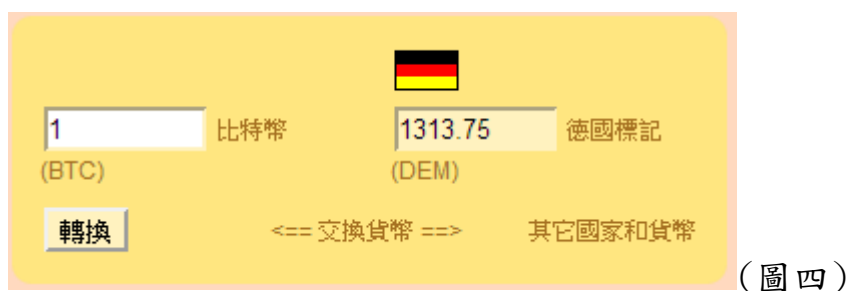 1 比特幣 1313.75 德國標記
(BTC) (DEM)
轉換 <== 交換貨幣 ==> 其它國家和貨幣
(圖四)